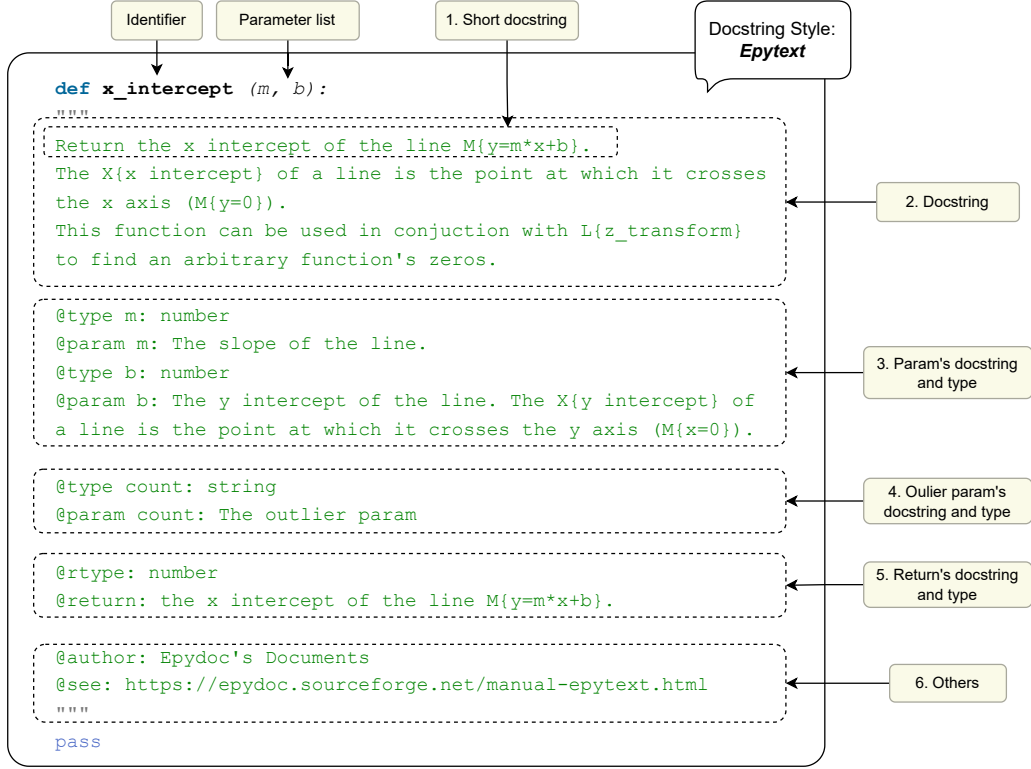 Identifier
Parameter list
1. Short docstring
Docstring Style:
Epytext
def x_intercept (m, b):
"""
Return the x intercept of the line M{y=m*x+b}.
The X{x intercept} of a line is the point at which it crosses
the x axis (M{y=0}).
This function can be used in conjuction with L{z_transform}
to find an arbitrary function's zeros.
2. Docstring
@type m: number
@param m: The slope of the line.
@type b: number
@param b: The y intercept of the line. The X{y intercept} of
a line is the point at which it crosses the y axis (M{x=0}).
3. Param's docstring
and type
@type count: string
@param count: The outlier param
4. Oulier param's
docstring and type
@rtype: number
@return: the x intercept of the line M{y=m*x+b}.
5. Return's docstring
and type
@author: Epydoc's Documents
@see: https://epydoc.sourceforge.net/manual-epytext.html
"""
6. Others
pass